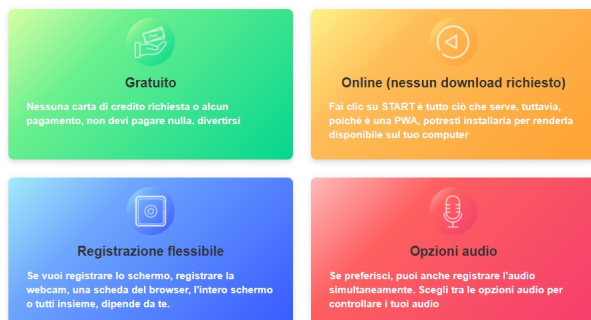 Gratuito
Nessuna carta di credito richiesta o alcun
pagamento, non devi pagare nulla. divertirsi
Online (nessun download richiesto)
Fai clic su START è tutto ciò che serve, tuttavia,
poiché è una PWA, potresti installarla per renderla
disponibile sul tuo computer
Registrazione flessibile
Se vuoi registrare lo schermo, registrare la
webcam, una scheda del browser, l'intero schermo
o tutti insieme, dipende da te.
Opzioni audio
Se preferisci, puoi anche registrare l'audio
simultaneamente. Scegli tra le opzioni audio per
controllare i tuoi audio